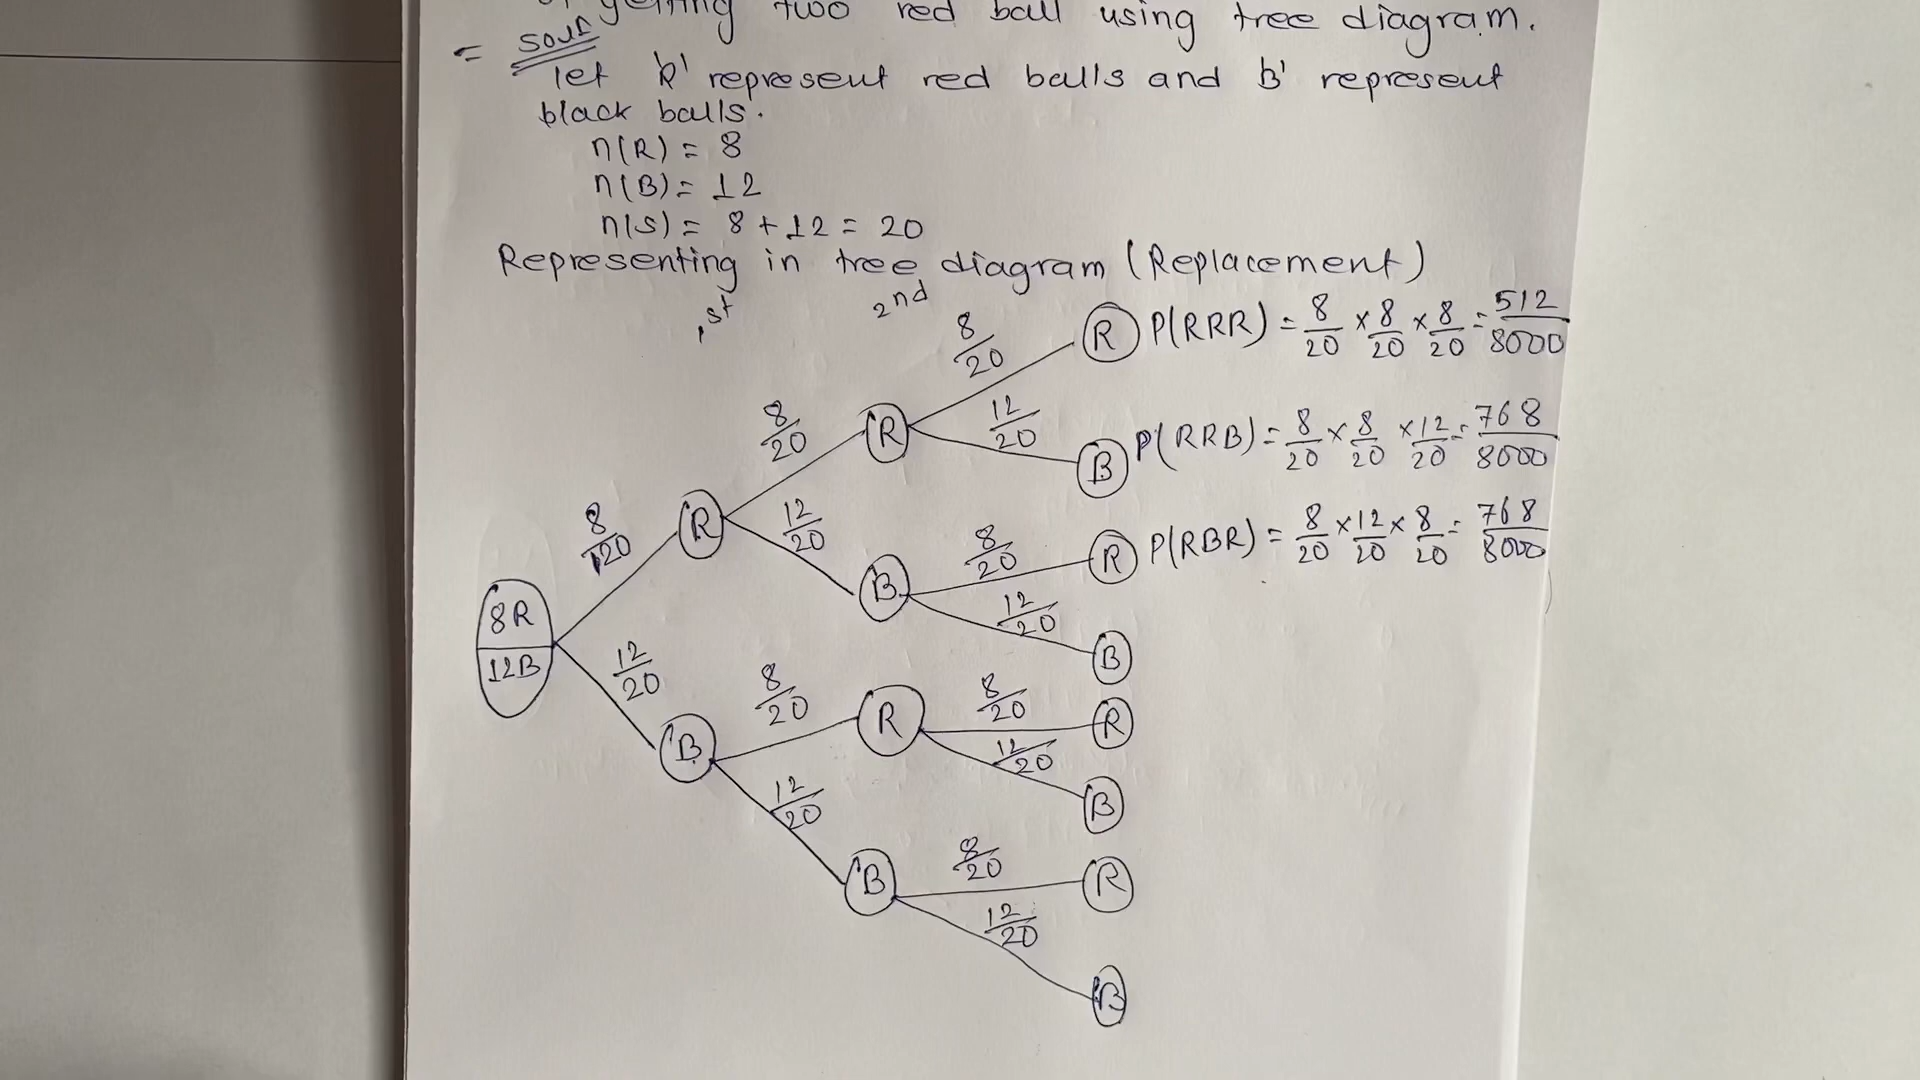 getting two red ball using tree diagram.
= Soln
let R' represent red balls and B' represent
black balls.
n(R) = 8
n(B) = 12
n(S) = 8 + 12 = 20
Representing in tree diagram (Replacement)
1st 2nd
8/20 R P(RRR) = 8/20 × 8/20 × 8/20 = 512/8000
8/20 R 12/20
B P(RRB) = 8/20 × 8/20 × 12/20 = 768/8000
8/20 R 12/20 8/20 R P(RBR) = 8/20 × 12/20 × 8/20 = 768/8000
B 12/20
8R
12B
B
12/20 8/20 R 8/20 R
B 12/20
12/20 B
B 8/20 R
12/20
B